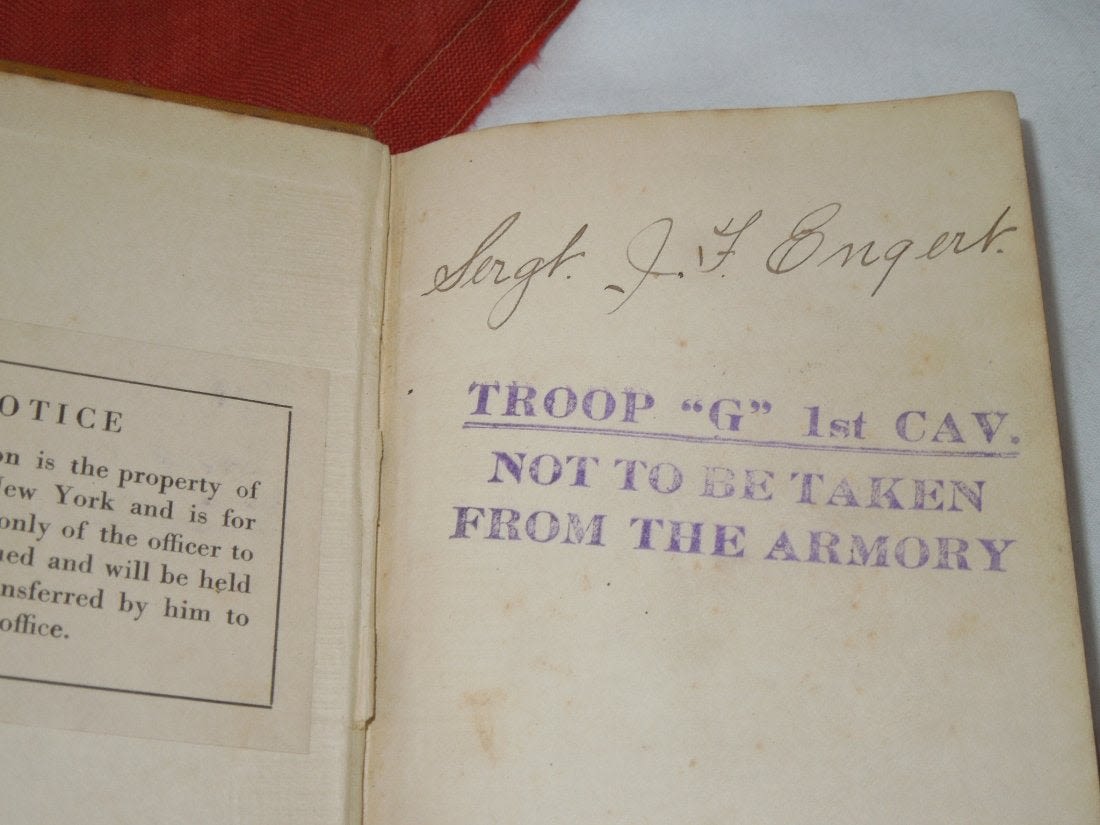 OTICE
on is the property of
New York and is for
only of the officer to
ned and will be held
nsferred by him to
office.
Sergt. J. F. Engert.
TROOP "G" 1st CAV.
NOT TO BE TAKEN
FROM THE ARMORY